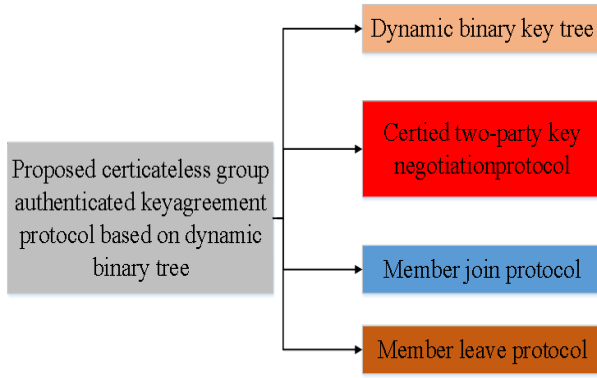 Dynamic binary key tree
Certied two-party key
negotiationprotocol
Proposed certicateless group
authenticated keyagreement
protocol based on dynamic
binary tree
Member join protocol
Member leave protocol